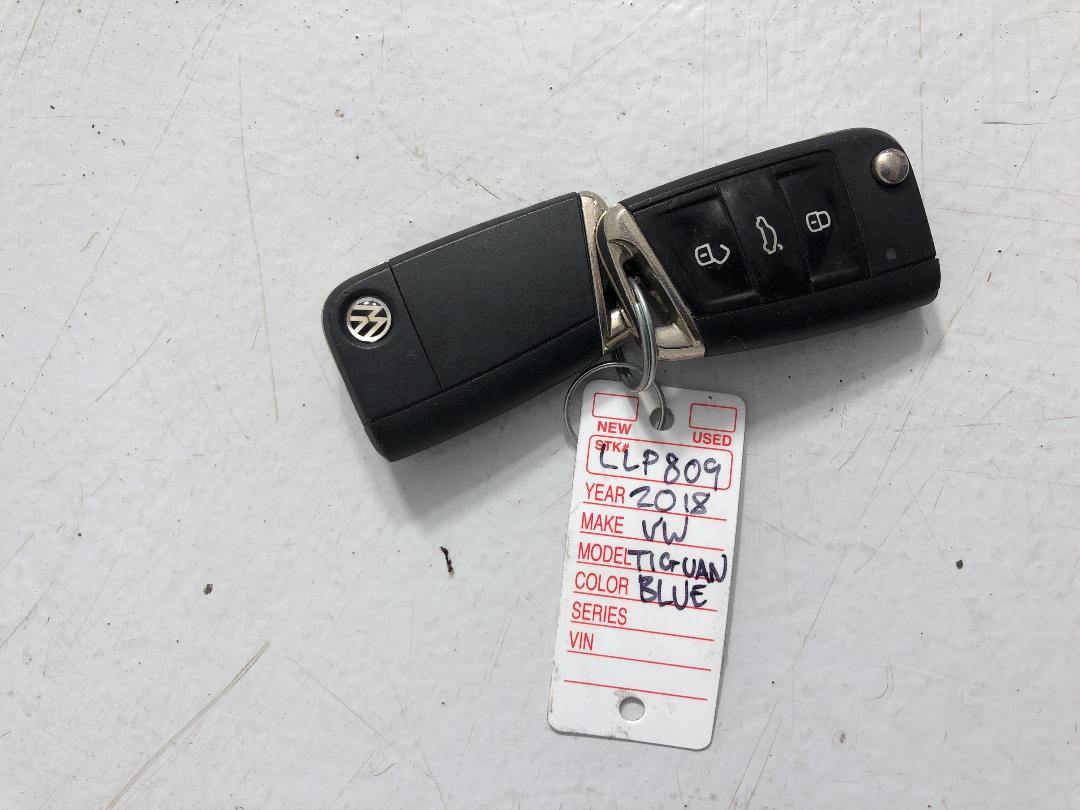 NEW USED
STK# LLP809
YEAR 2018
MAKE VW
MODEL TIGUAN
COLOR BLUE
SERIES
VIN